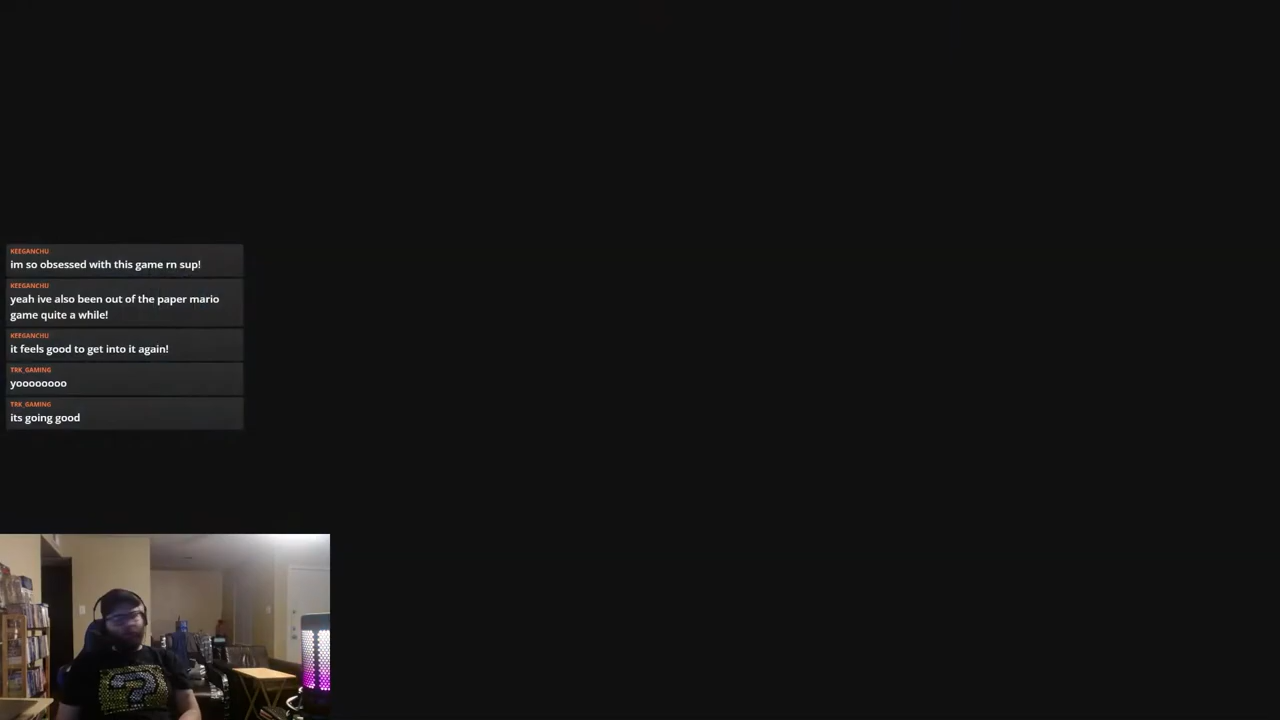 KEEGANCHU
im so obsessed with this game rn sup!
KEEGANCHU
yeah ive also been out of the paper mario
game quite a while!
KEEGANCHU
it feels good to get into it again!
TRK_GAMING
yoooooooo
TRK_GAMING
its going good
?